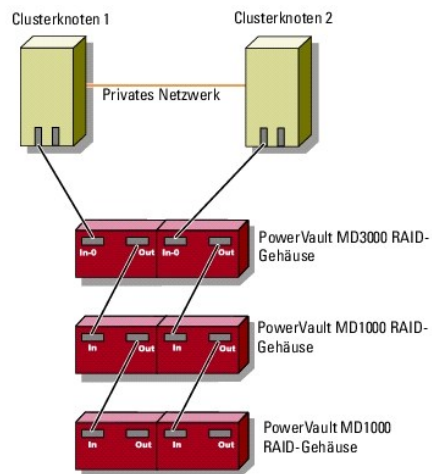 Clusterknoten 1
Clusterknoten 2
Privates Netzwerk
In-0
Out
In-0
Out
PowerVault MD3000 RAID-
Gehäuse
In
Out
In
Out
PowerVault MD1000 RAID-
Gehäuse
In
Out
In
Out
PowerVault MD1000
RAID-Gehäuse